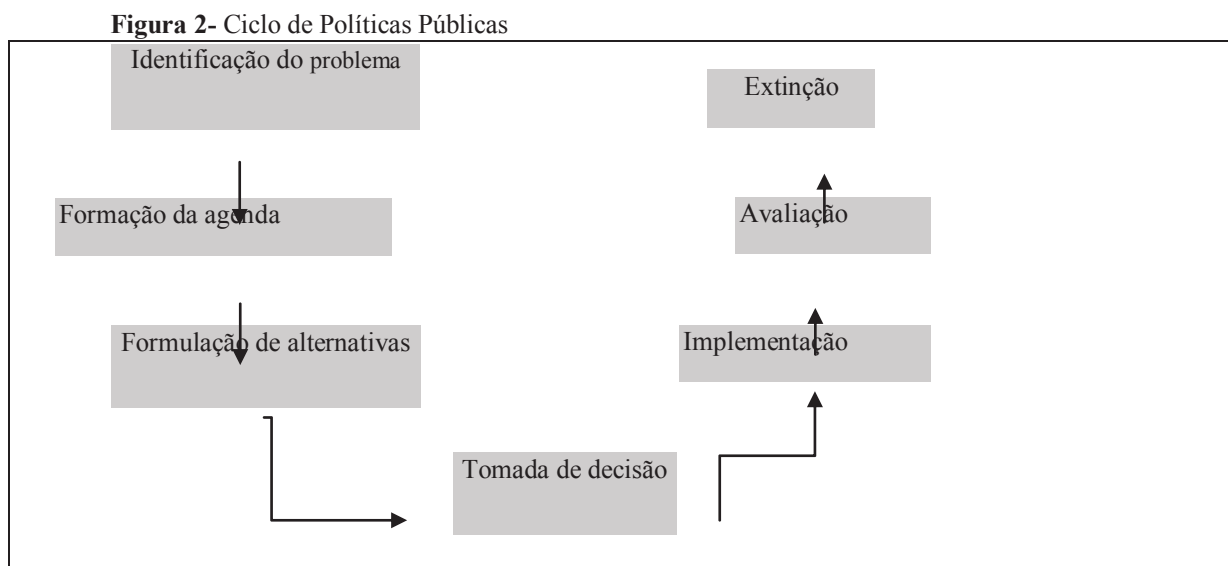 Figura 2- Ciclo de Políticas Públicas
Identificação do problema
Formação da agenda
Formulação de alternativas
Tomada de decisão
Implementação
Avaliação
Extinção